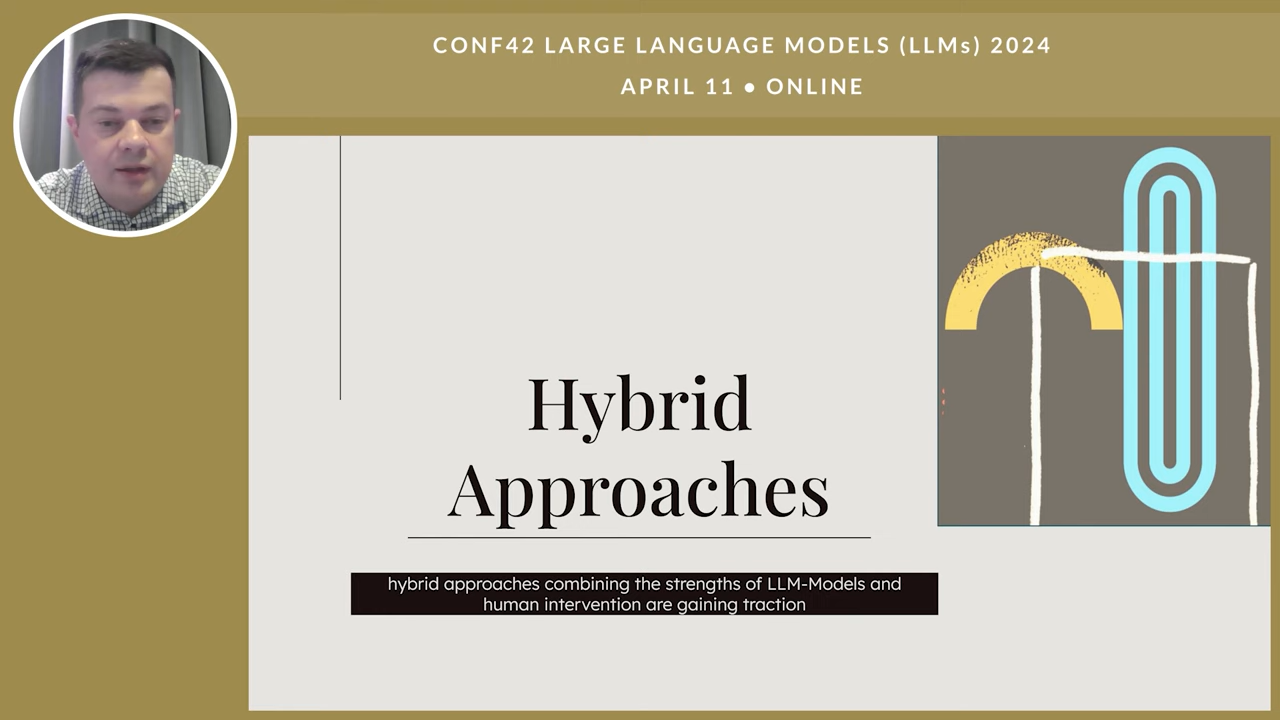 CONF42 LARGE LANGUAGE MODELS (LLMs) 2024
APRIL 11 • ONLINE
Hybrid
Approaches
hybrid approaches combining the strengths of LLM-Models and
human intervention are gaining traction